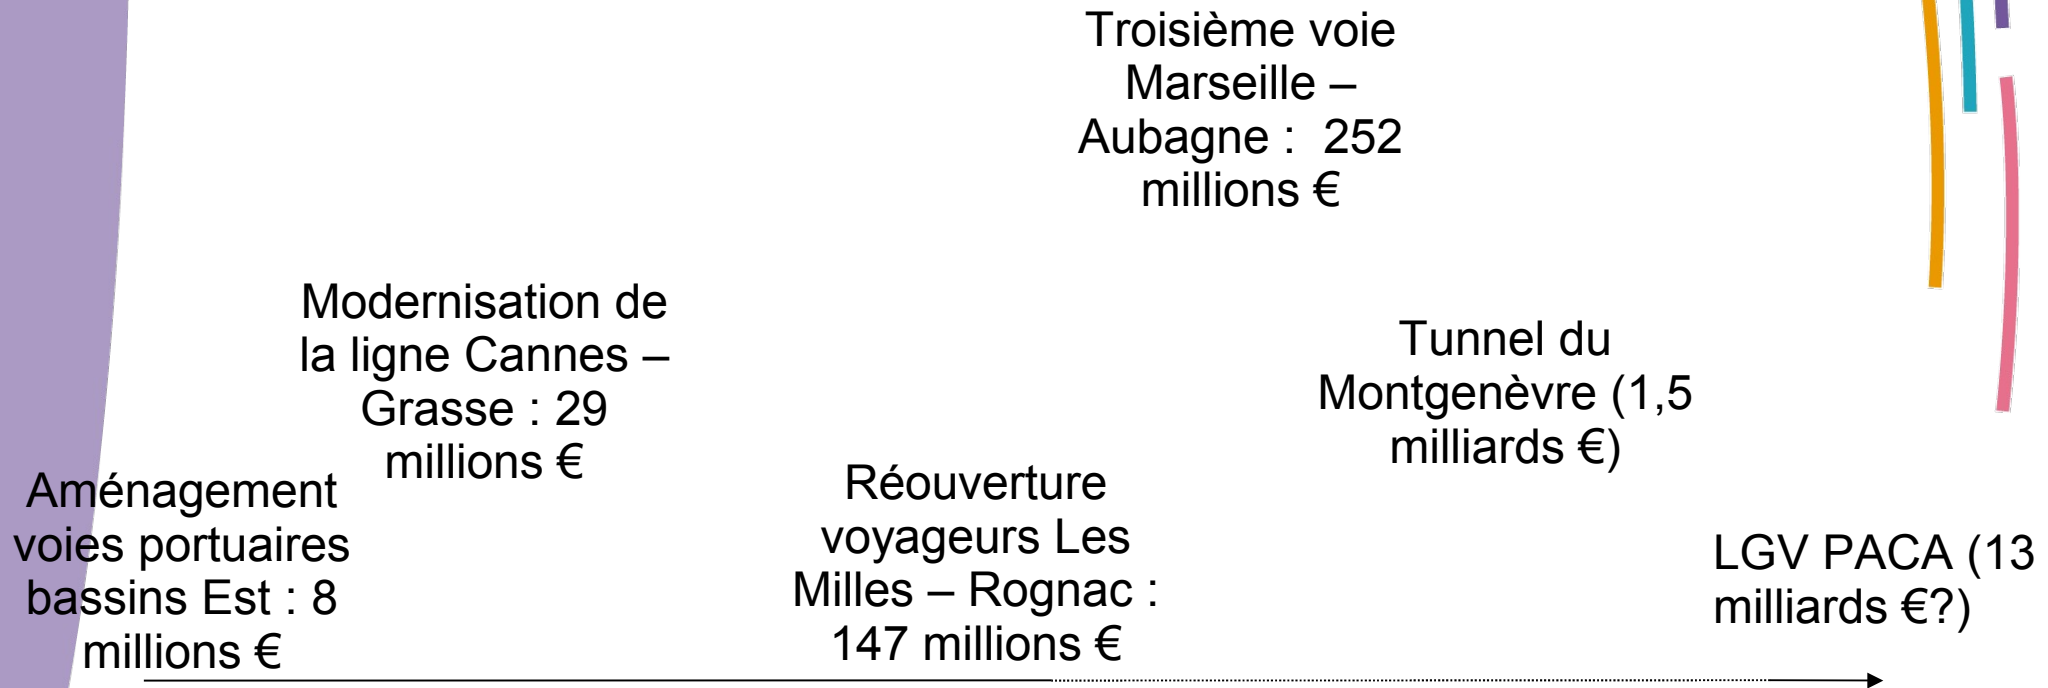 Troisième voie
Marseille –
Aubagne : 252
millions €
Modernisation de
la ligne Cannes –
Grasse : 29
millions €
Tunnel du
Montgenèvre (1,5
milliards €)
Aménagement
voies portuaires
bassins Est : 8
millions €
Réouverture
voyageurs Les
Milles – Rognac :
147 millions €
LGV PACA (13
milliards €?)